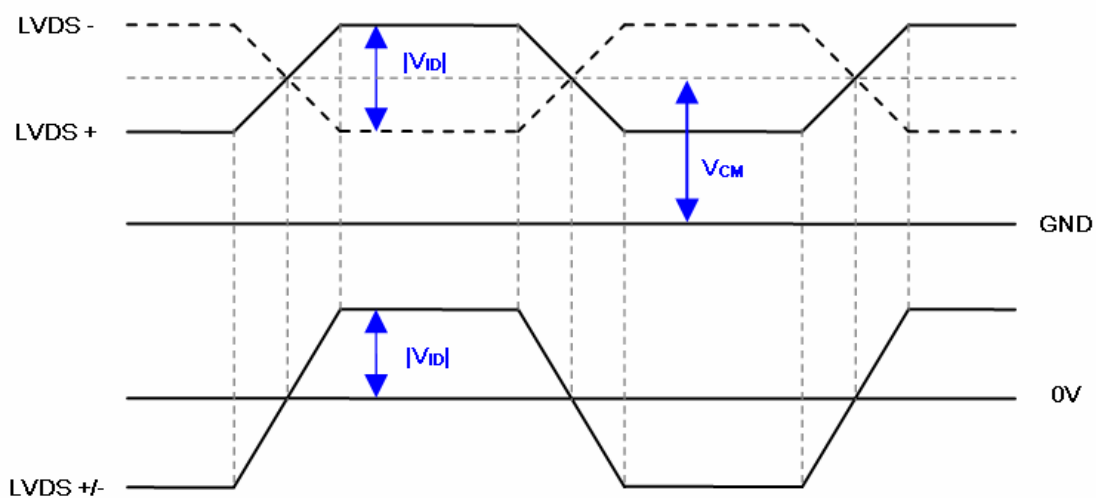 LVDS -
|VID|
LVDS +
VCM
GND
|VID|
0V
LVDS +/-